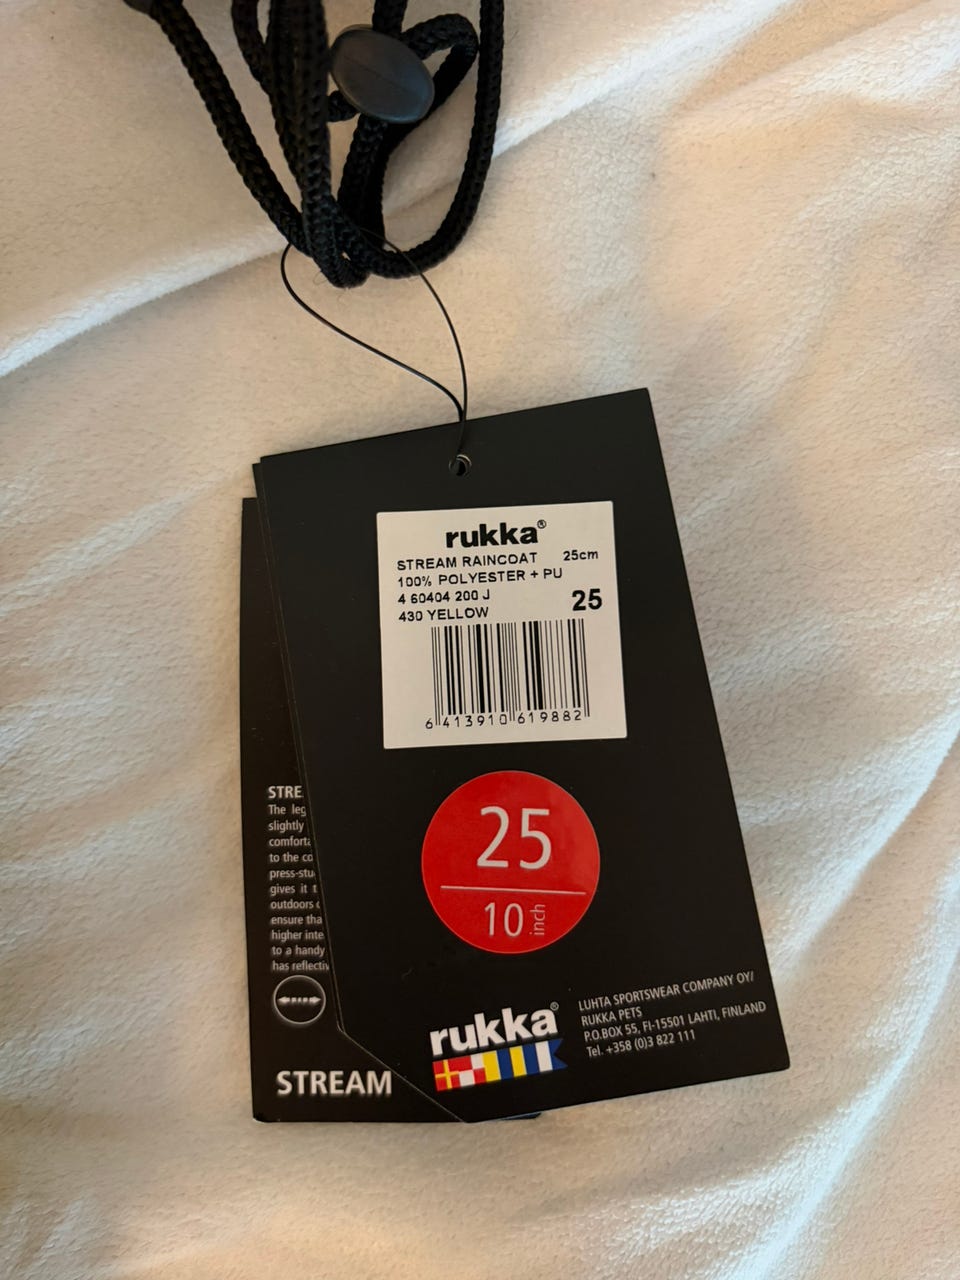 rukka®
STREAM RAINCOAT 25cm
100% POLYESTER + PU
4 60404 200 J
430 YELLOW 25
6 413910 619882
25
10 inch
STRE
The leg
slightly
comforta
to the co
press-stu
gives it t
outdoors
ensure tha
higher inte
to a handy
has reflectiv
STREAM
rukka®
LUHTA SPORTSWEAR COMPANY OY/
RUKKA PETS
P.O.BOX 55, FI-15501 LAHTI, FINLAND
Tel. +358 (0)3 822 111